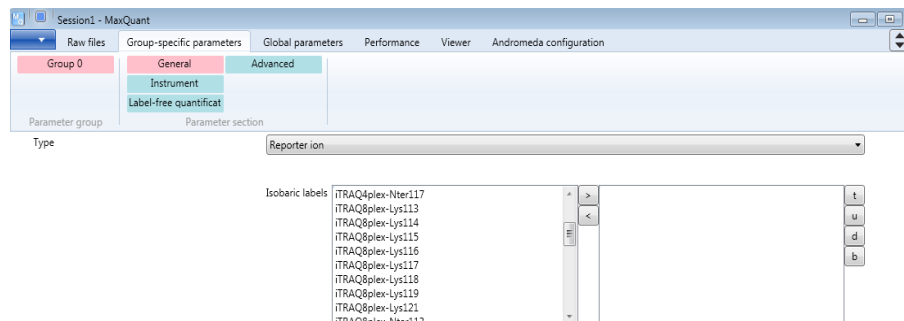 Session1 - MaxQuant
Raw files Group-specific parameters Global parameters Performance Viewer Andromeda configuration
Group 0 General Advanced
Instrument
Label-free quantificat
Parameter group Parameter section
Type Reporter ion
Isobaric labels iTRAQ4plex-Nter117 > t
iTRAQ8plex-Lys113 < u
iTRAQ8plex-Lys114
iTRAQ8plex-Lys115 d
iTRAQ8plex-Lys116 b
iTRAQ8plex-Lys117
iTRAQ8plex-Lys118
iTRAQ8plex-Lys119
iTRAQ8plex-Lys121